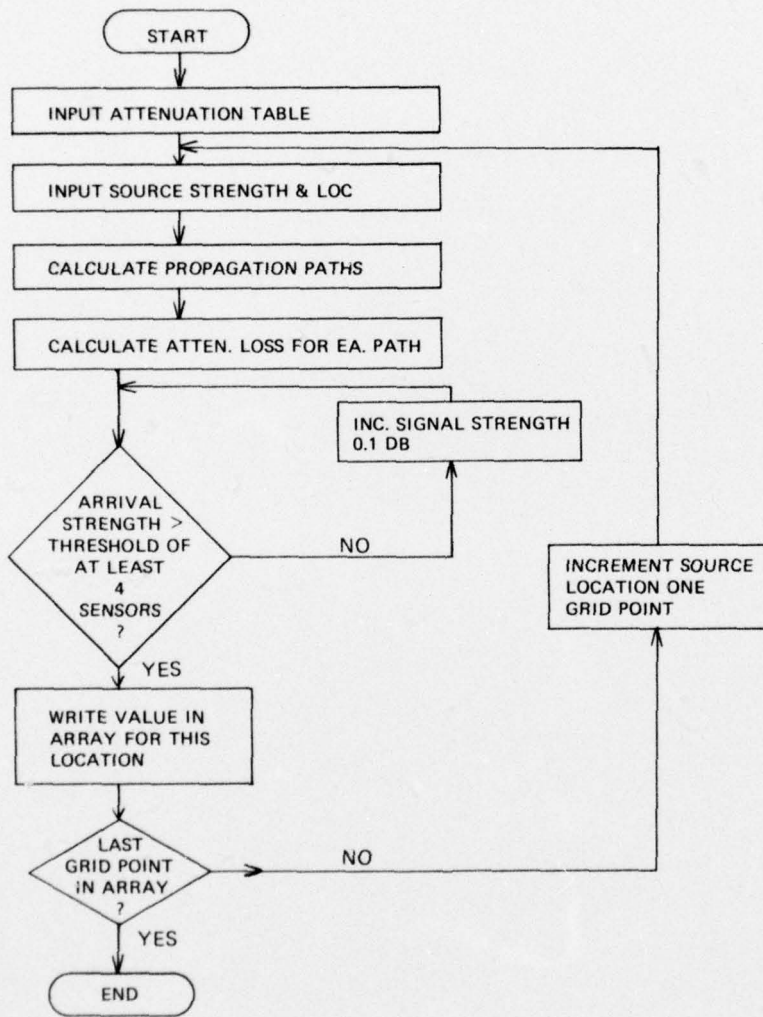 START
INPUT ATTENUATION TABLE
INPUT SOURCE STRENGTH & LOC
CALCULATE PROPAGATION PATHS
CALCULATE ATTEN. LOSS FOR EA. PATH
INC. SIGNAL STRENGTH
0.1 DB
ARRIVAL
STRENGTH >
THRESHOLD OF
AT LEAST
4
SENSORS
?
NO
INCREMENT SOURCE
LOCATION ONE
GRID POINT
YES
WRITE VALUE IN
ARRAY FOR THIS
LOCATION
LAST
GRID POINT
IN ARRAY
?
NO
YES
END